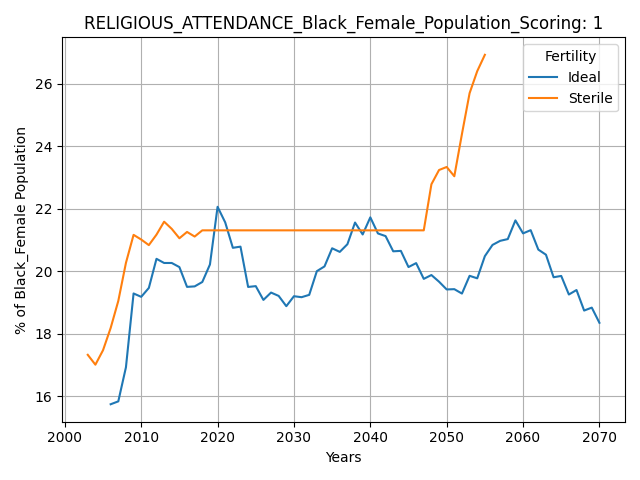 RELIGIOUS_ATTENDANCE_Black_Female_Population_Scoring: 1
Fertility
Ideal
Sterile
% of Black_Female Population
26
24
22
20
18
16
2000 2010 2020 2030 2040 2050 2060 2070
Years